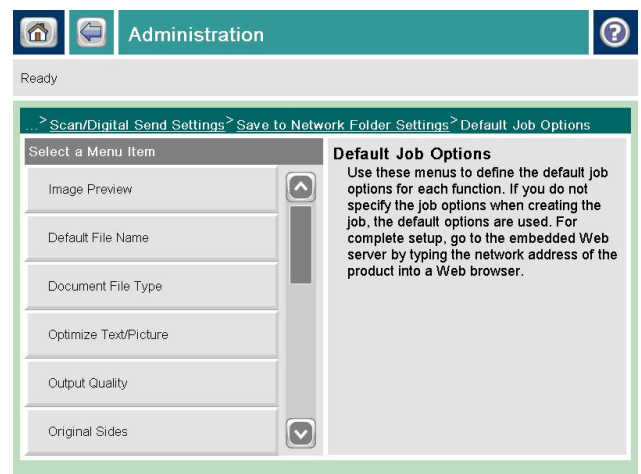 Administration
Ready
...> Scan/Digital Send Settings > Save to Network Folder Settings > Default Job Options
Select a Menu Item
Image Preview
Default File Name
Document File Type
Optimize Text/Picture
Output Quality
Original Sides
Default Job Options
Use these menus to define the default job
options for each function. If you do not
specify the job options when creating the
job, the default options are used. For
complete setup, go to the embedded Web
server by typing the network address of the
product into a Web browser.